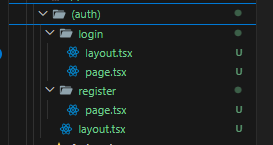 (auth)
login
layout.tsx U
page.tsx U
register
page.tsx U
layout.tsx U